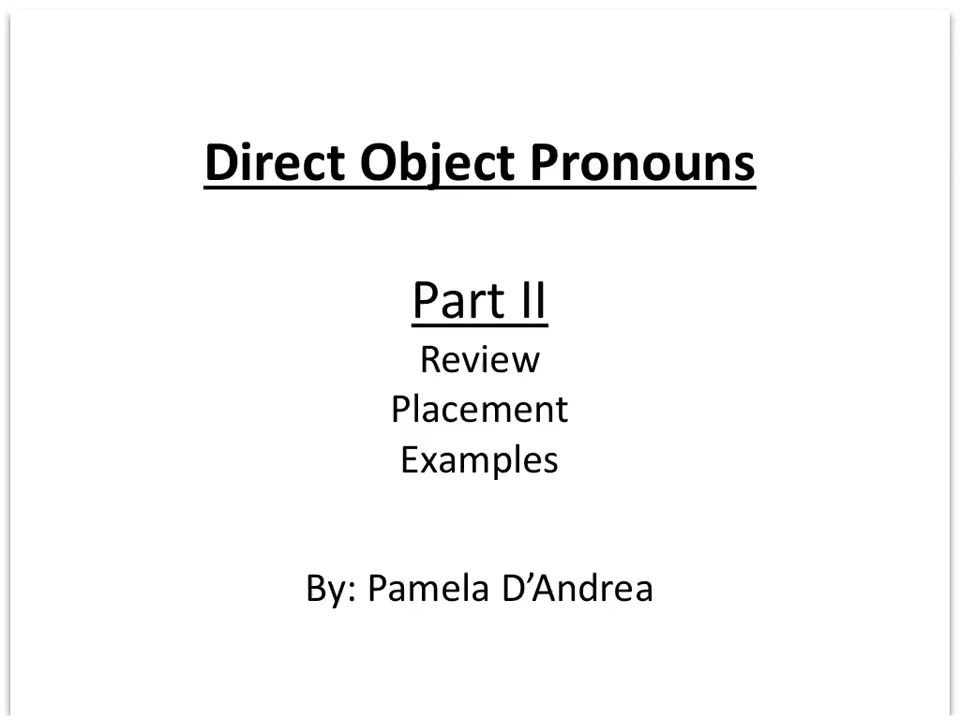 Direct Object Pronouns
Part II
Review
Placement
Examples
By: Pamela D’Andrea